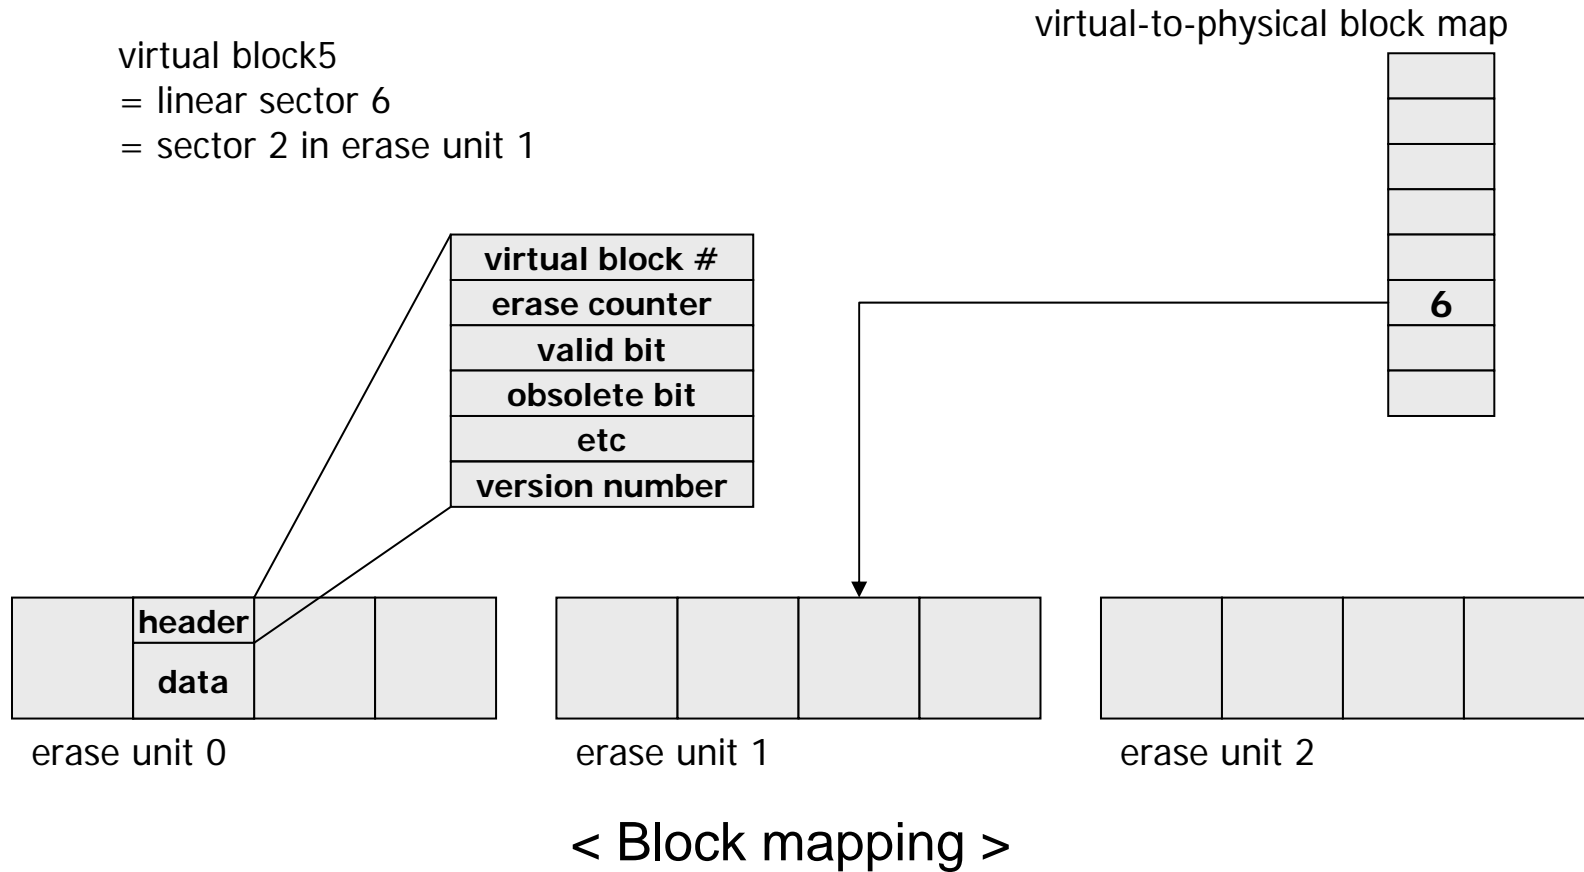 virtual-to-physical block map
virtual block5
= linear sector 6
= sector 2 in erase unit 1
virtual block #
erase counter
valid bit
obsolete bit
etc
version number
6
header
data
erase unit 0
erase unit 1
erase unit 2
< Block mapping >